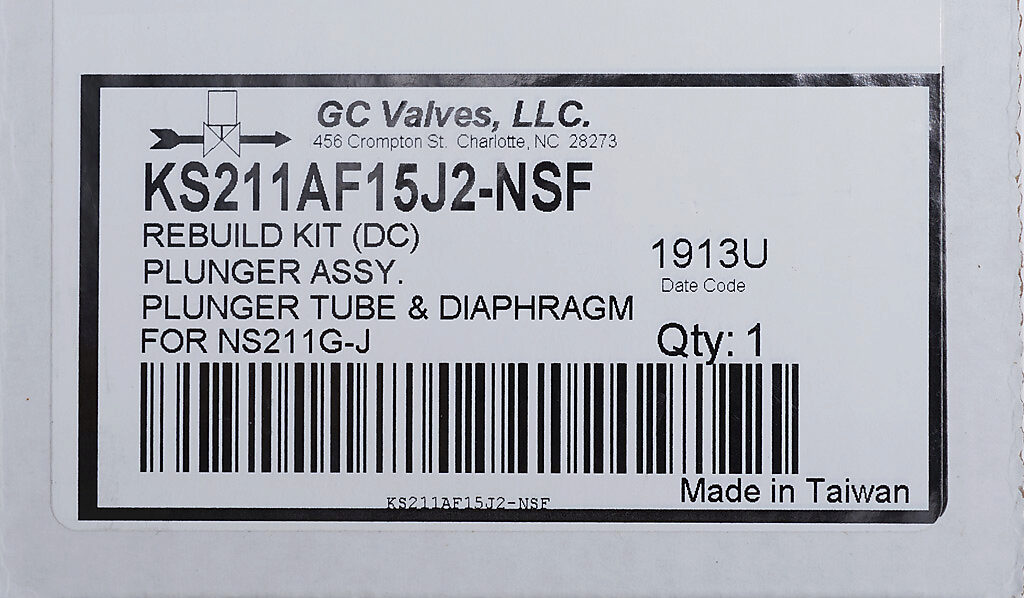 GC Valves, LLC.
456 Crompton St. Charlotte, NC 28273
KS211AF15J2-NSF
REBUILD KIT (DC)
PLUNGER ASSY.
PLUNGER TUBE & DIAPHRAGM
FOR NS211G-J
1913U
Date Code
Qty: 1
KS211AF15J2-NSF
Made in Taiwan